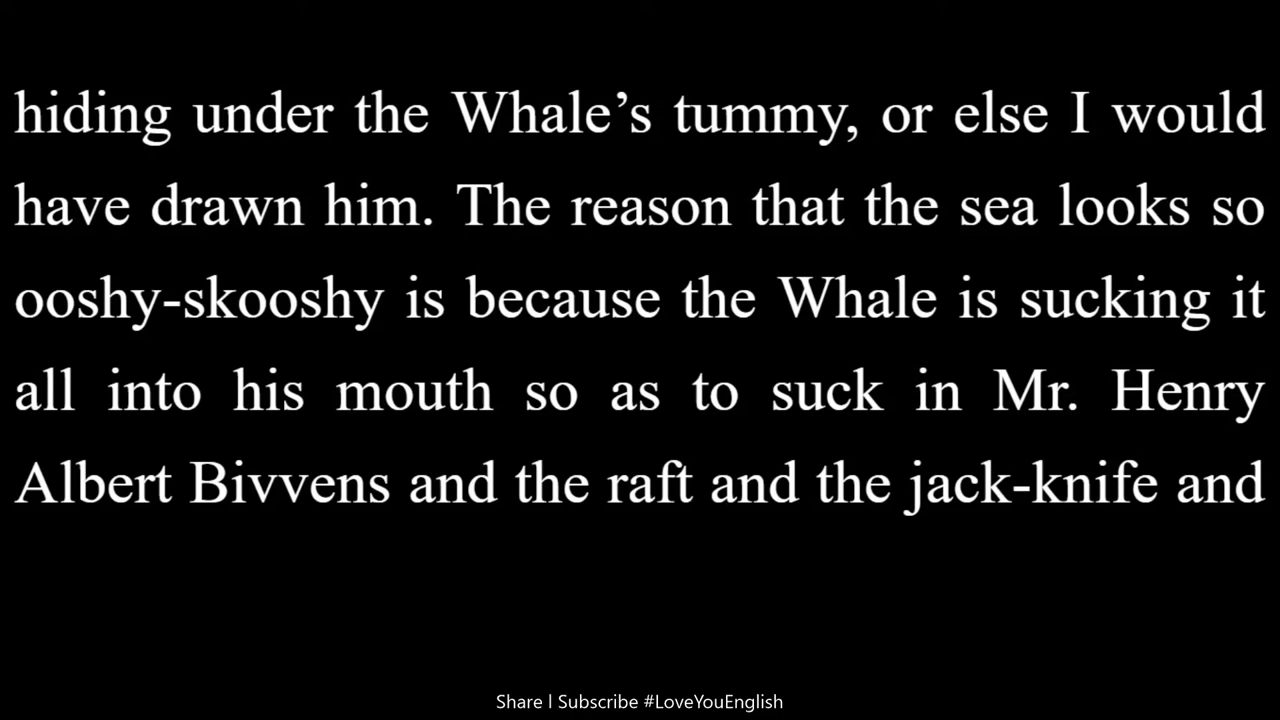 hiding under the Whale’s tummy, or else I would
have drawn him. The reason that the sea looks so
ooshy-skooshy is because the Whale is sucking it
all into his mouth so as to suck in Mr. Henry
Albert Bivvens and the raft and the jack-knife and
Share l Subscribe #LoveYouEnglish